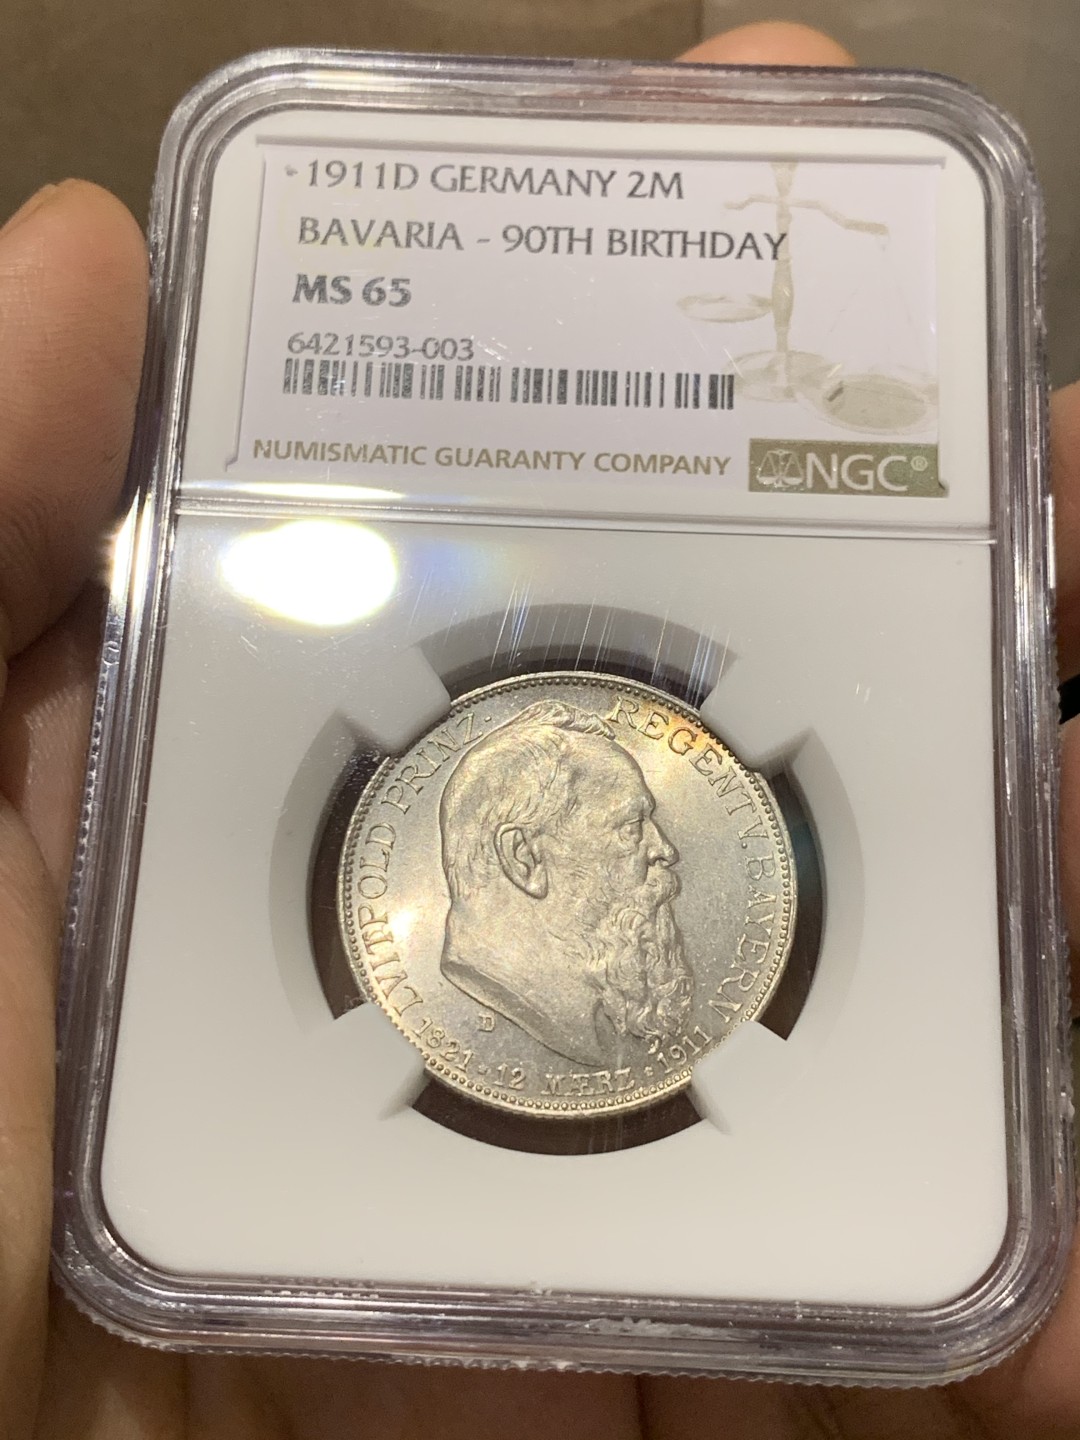 1911D GERMANY 2M
BAVARIA - 90TH BIRTHDAY
MS 65
6421593-003
NUMISMATIC GUARANTY COMPANY
NGC®
LVITPOLD PRINZ· REGENT V. BAYERN
D
1821 · 12 MÆRZ · 1911